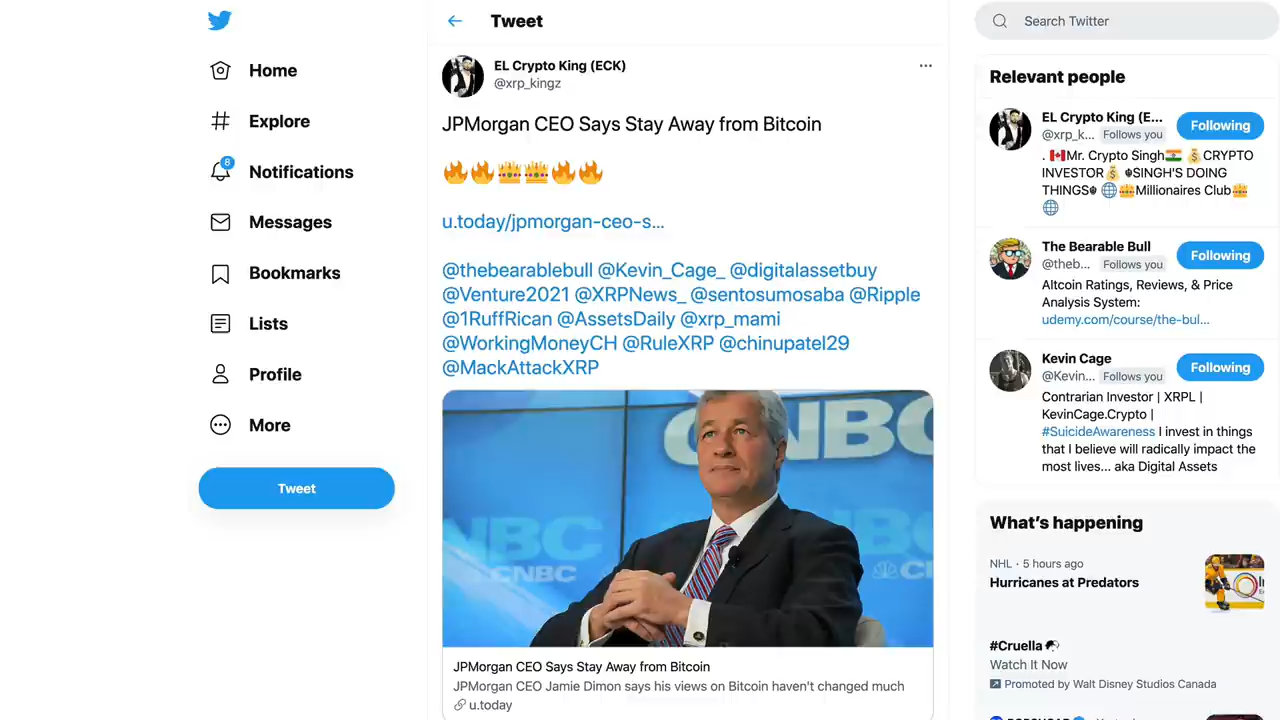 Home
Explore
8
Notifications
Messages
Bookmarks
Lists
Profile
More
Tweet
Tweet
EL Crypto King (ECK)
@xrp_kingz
JPMorgan CEO Says Stay Away from Bitcoin
🔥🔥👑👑🔥🔥
u.today/jpmorgan-ceo-s...
@thebearablebull @Kevin_Cage_ @digitalassetbuy
@Venture2021 @XRPNews_ @sentosumosaba @Ripple
@1RuffRican @AssetsDaily @xrp_mami
@WorkingMoneyCH @RuleXRP @chinupatel29
@MackAttackXRP
CNBC
NBC
CNBC
JPMorgan CEO Says Stay Away from Bitcoin
JPMorgan CEO Jamie Dimon says his views on Bitcoin haven't changed much
u.today
Search Twitter
Relevant people
EL Crypto King (E...
@xrp_k... Follows you
Following
. 🇨🇦Mr. Crypto Singh🇮🇳 💰CRYPTO
INVESTOR💰 ☬SINGH'S DOING
THINGS☬ 🌐👑Millionaires Club👑
🌐
The Bearable Bull
@theb... Follows you
Following
Altcoin Ratings, Reviews, & Price
Analysis System:
udemy.com/course/the-bul...
Kevin Cage
@Kevin... Follows you
Following
Contrarian Investor | XRPL |
KevinCage.Crypto |
#SuicideAwareness I invest in things
that I believe will radically impact the
most lives... aka Digital Assets
What's happening
NHL · 5 hours ago
Hurricanes at Predators
#Cruella
Watch It Now
Promoted by Walt Disney Studios Canada